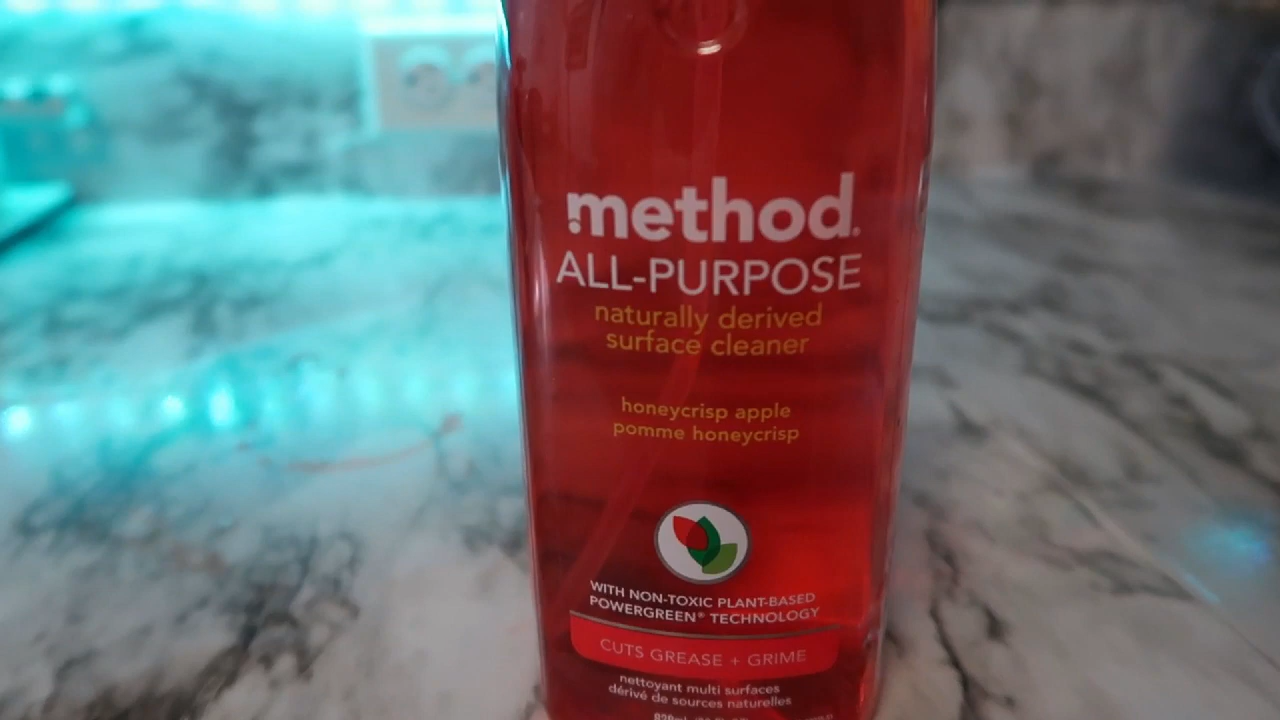 method.
ALL-PURPOSE
naturally derived
surface cleaner
honeycrisp apple
pomme honeycrisp
WITH NON-TOXIC PLANT-BASED
POWERGREEN® TECHNOLOGY
CUTS GREASE + GRIME
nettoyant multi surfaces
dérivé de sources naturelles